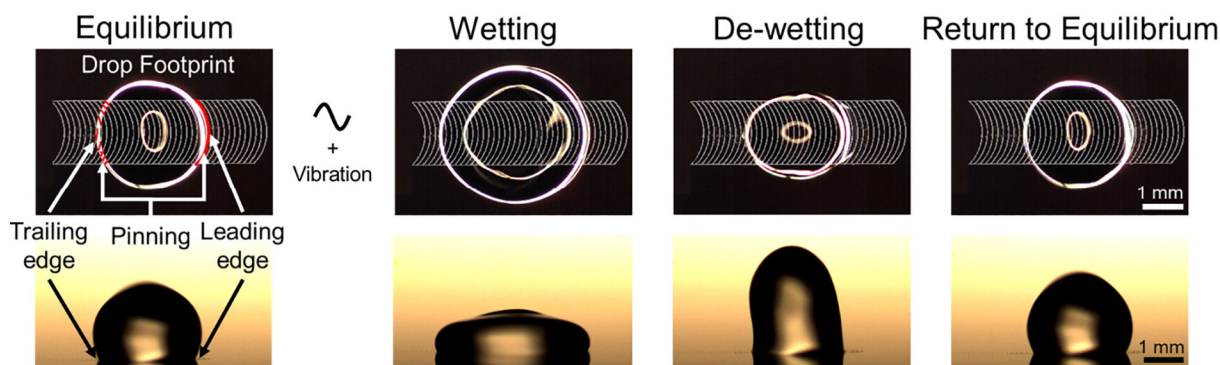 Equilibrium
Wetting
De-wetting
Return to Equilibrium
Drop Footprint
+
Vibration
1 mm
Trailing
edge
Pinning
Leading
edge
1 mm